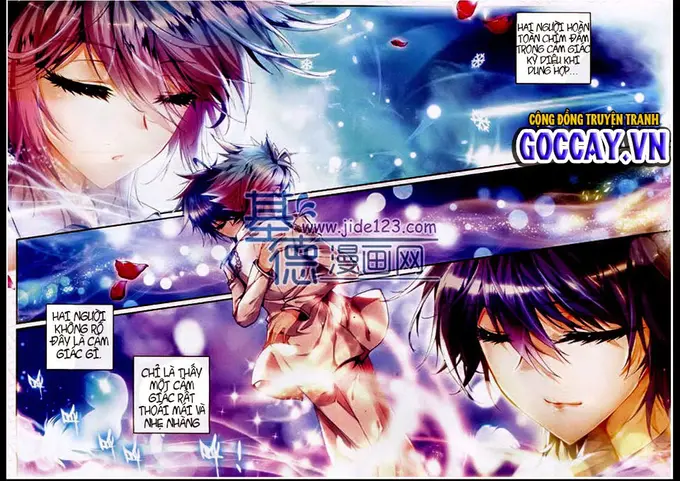 HAI NGƯỜI HOÀN
TOÀN CHÌM ĐẮM
TRONG CẢM GIÁC
KỲ DIỆU KHI
DUNG HỢP...
CỘNG ĐỒNG TRUYỆN TRANH
GOCCAY.VN
基
www.jide123.com
德漫画网
HAI NGƯỜI
KHÔNG RÕ
ĐÂY LÀ CẢM
GIÁC GÌ.
CHỈ LÀ THẤY
MỘT CẢM
GIÁC RẤT
THOẢI MÁI VÀ
NHẸ NHÀNG